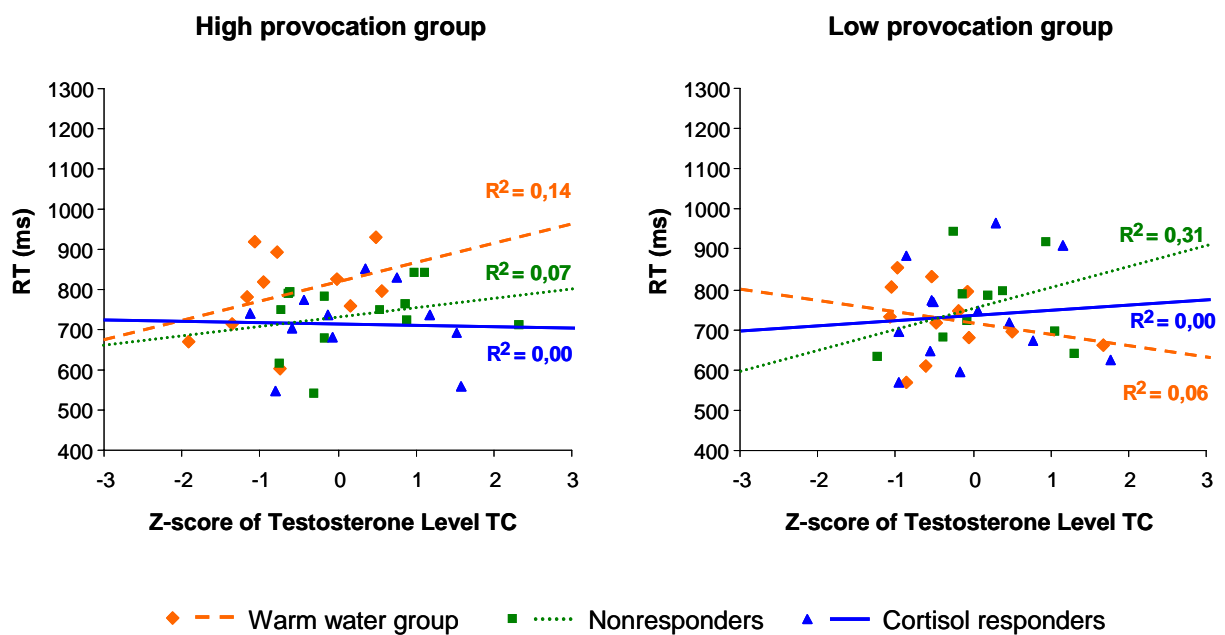 High provocation group
Low provocation group
1300
1200
1100
1000
900
800
700
600
500
400
RT (ms)
R2 = 0,14
R2 = 0,07
R2 = 0,00
-3 -2 -1 0 1 2 3
Z-score of Testosterone Level TC
1300
1200
1100
1000
900
800
700
600
500
400
RT (ms)
R2 = 0,31
R2 = 0,00
R2 = 0,06
-3 -2 -1 0 1 2 3
Z-score of Testosterone Level TC
Warm water group Nonresponders Cortisol responders